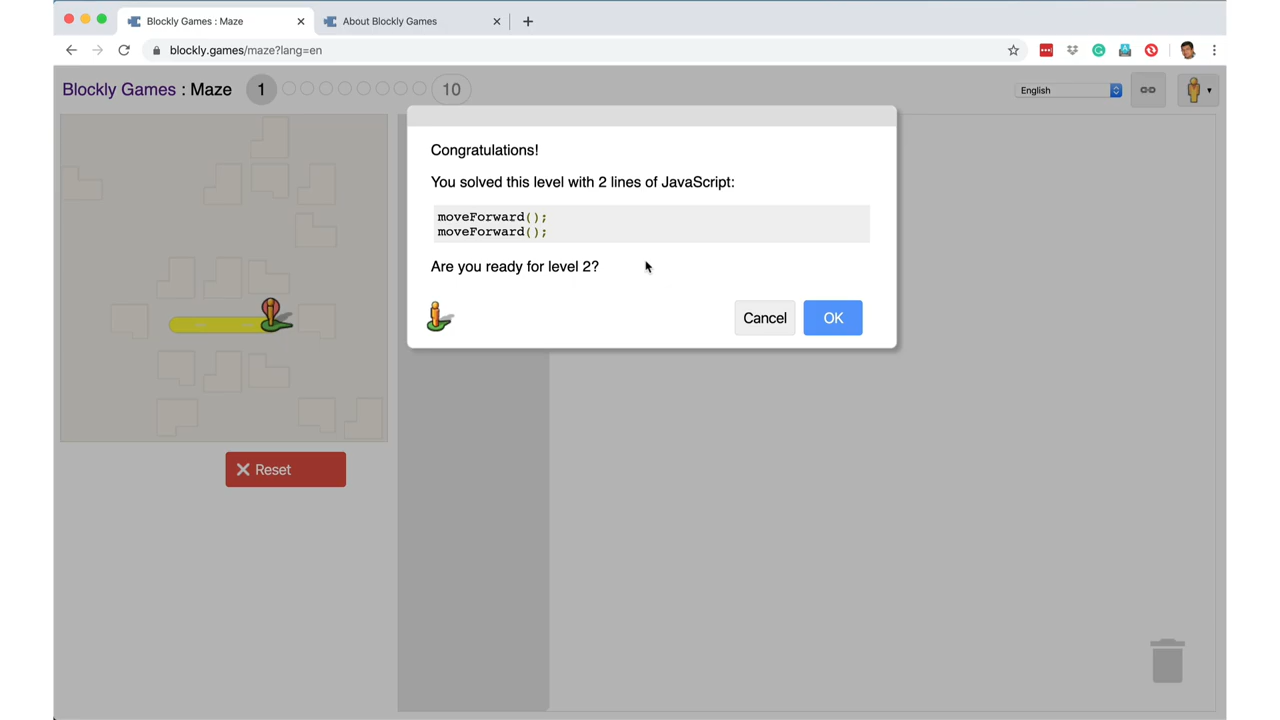 Blockly Games : Maze
About Blockly Games
blockly.games/maze?lang=en
Blockly Games : Maze 1 10
English
Congratulations!
You solved this level with 2 lines of JavaScript:
moveForward();
moveForward();
Are you ready for level 2?
Cancel OK
Reset